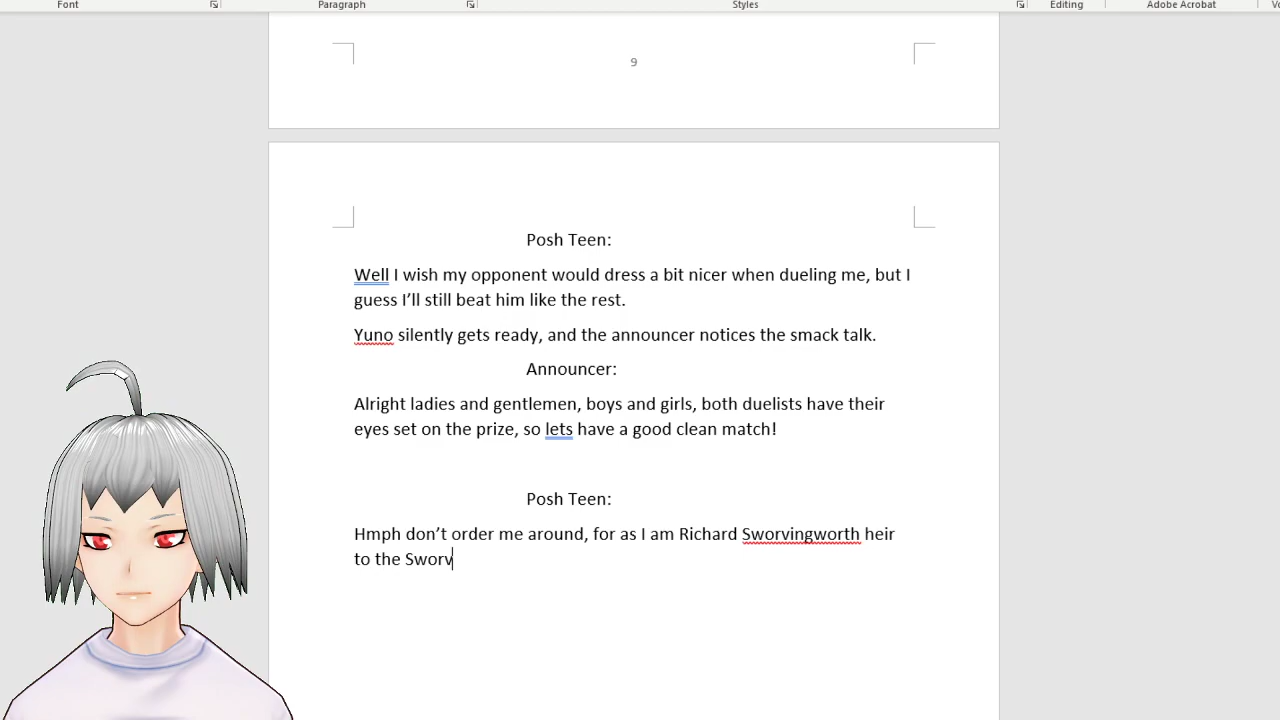 Font Paragraph Styles Editing Adobe Acrobat
9
Posh Teen:
Well I wish my opponent would dress a bit nicer when dueling me, but I
guess I’ll still beat him like the rest.
Yuno silently gets ready, and the announcer notices the smack talk.
Announcer:
Alright ladies and gentlemen, boys and girls, both duelists have their
eyes set on the prize, so lets have a good clean match!
Posh Teen:
Hmph don’t order me around, for as I am Richard Sworvingworth heir
to the Sworv